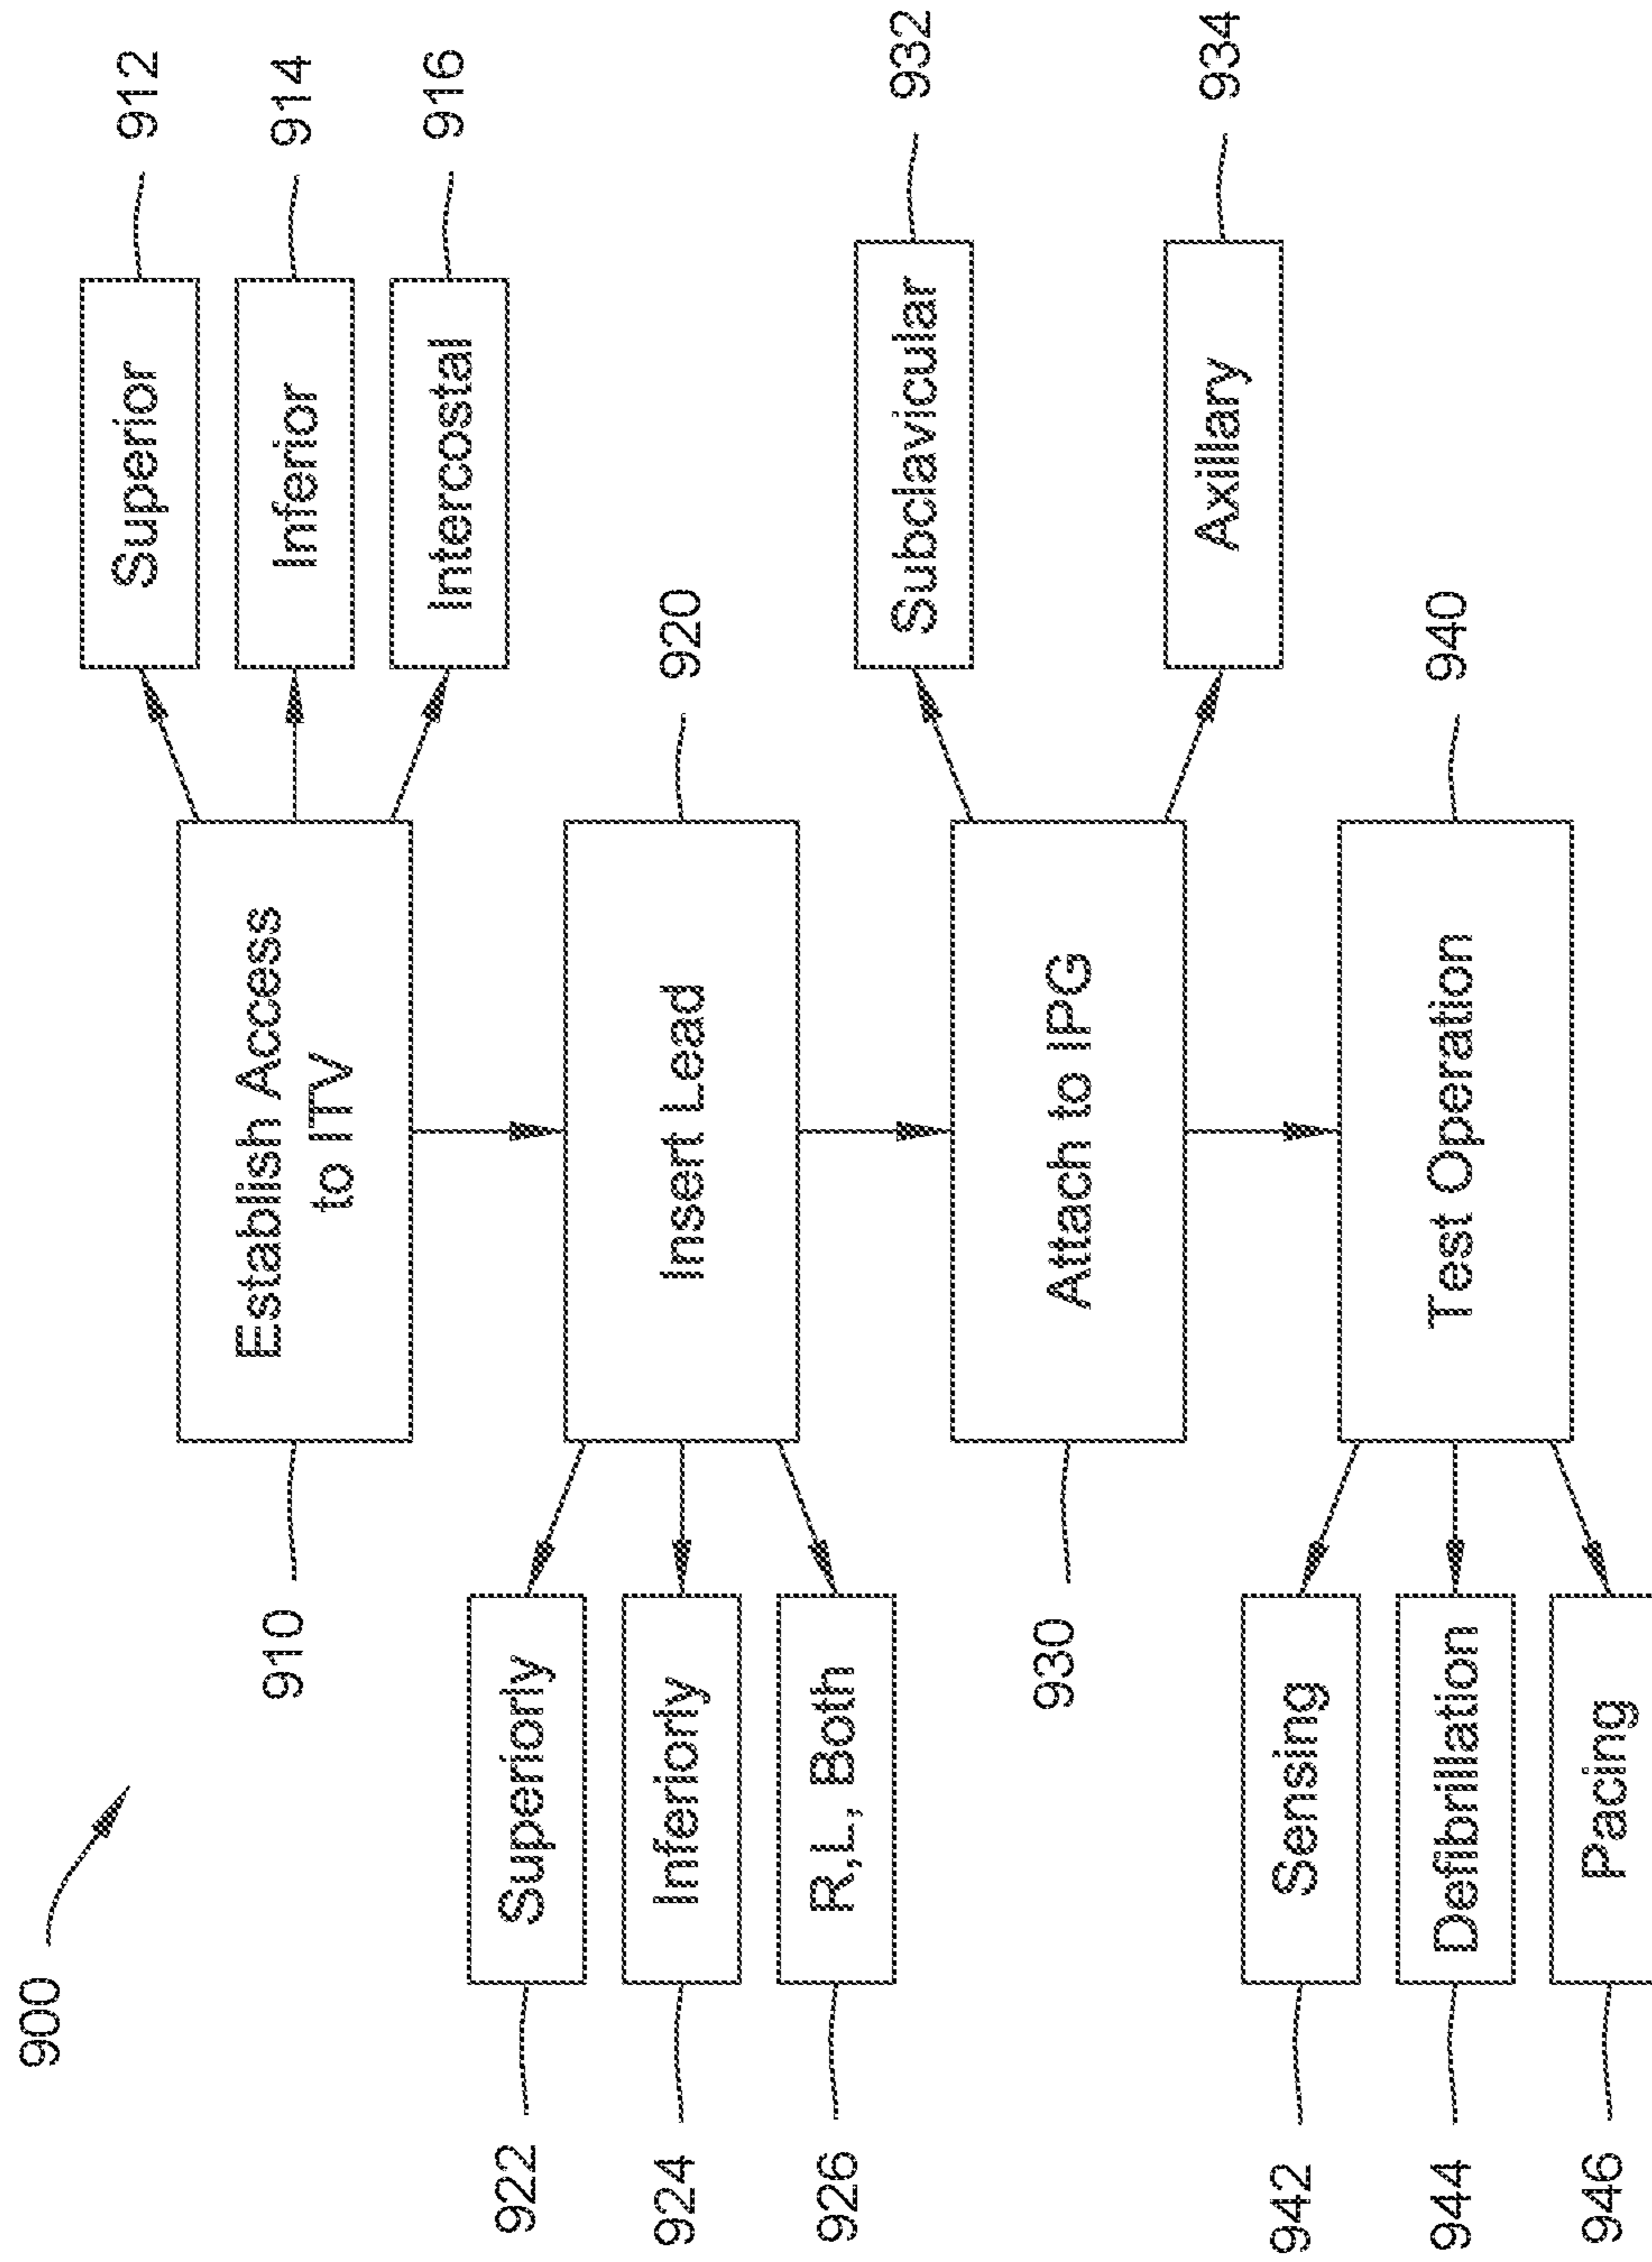 900
910
Establish Access
to ITV
Superior
912
Inferior
914
Intercostal
916
920
Insert Lead
922
Superiorly
924
Inferiorly
926
R,L, Both
930
Attach to IPG
Subclavicular
932
Axillary
934
940
Test Operation
942
Sensing
944
Defibrillation
946
Pacing